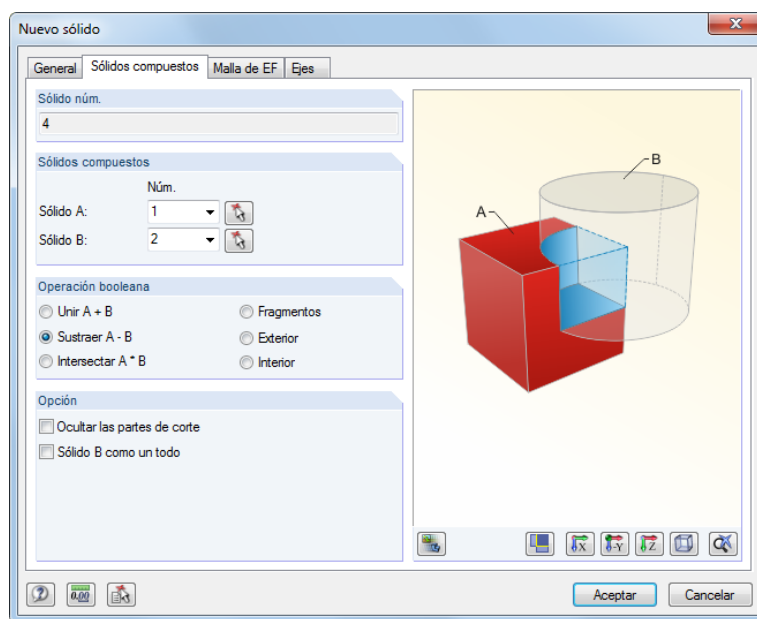 Nuevo sólido
General
Sólidos compuestos
Malla de EF
Ejes
Sólido núm.
4
Sólidos compuestos
Núm.
Sólido A:
1
Sólido B:
2
Operación booleana
Unir A + B
Fragmentos
Sustraer A - B
Exterior
Intersectar A * B
Interior
Opción
Ocultar las partes de corte
Sólido B como un todo
A
B
X
-Y
Z
0.00
Aceptar
Cancelar